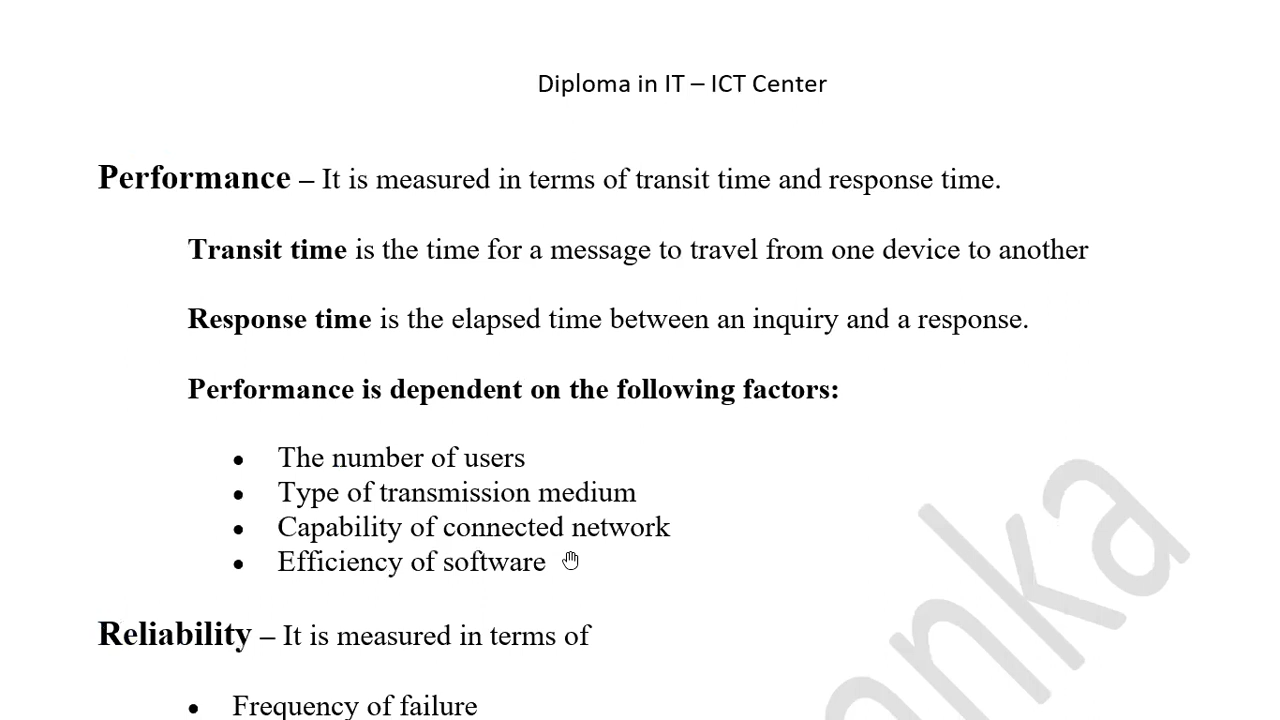 Diploma in IT – ICT Center
Performance – It is measured in terms of transit time and response time.
Transit time is the time for a message to travel from one device to another
Response time is the elapsed time between an inquiry and a response.
Performance is dependent on the following factors:
• The number of users
• Type of transmission medium
• Capability of connected network
• Efficiency of software
Reliability – It is measured in terms of
• Frequency of failure